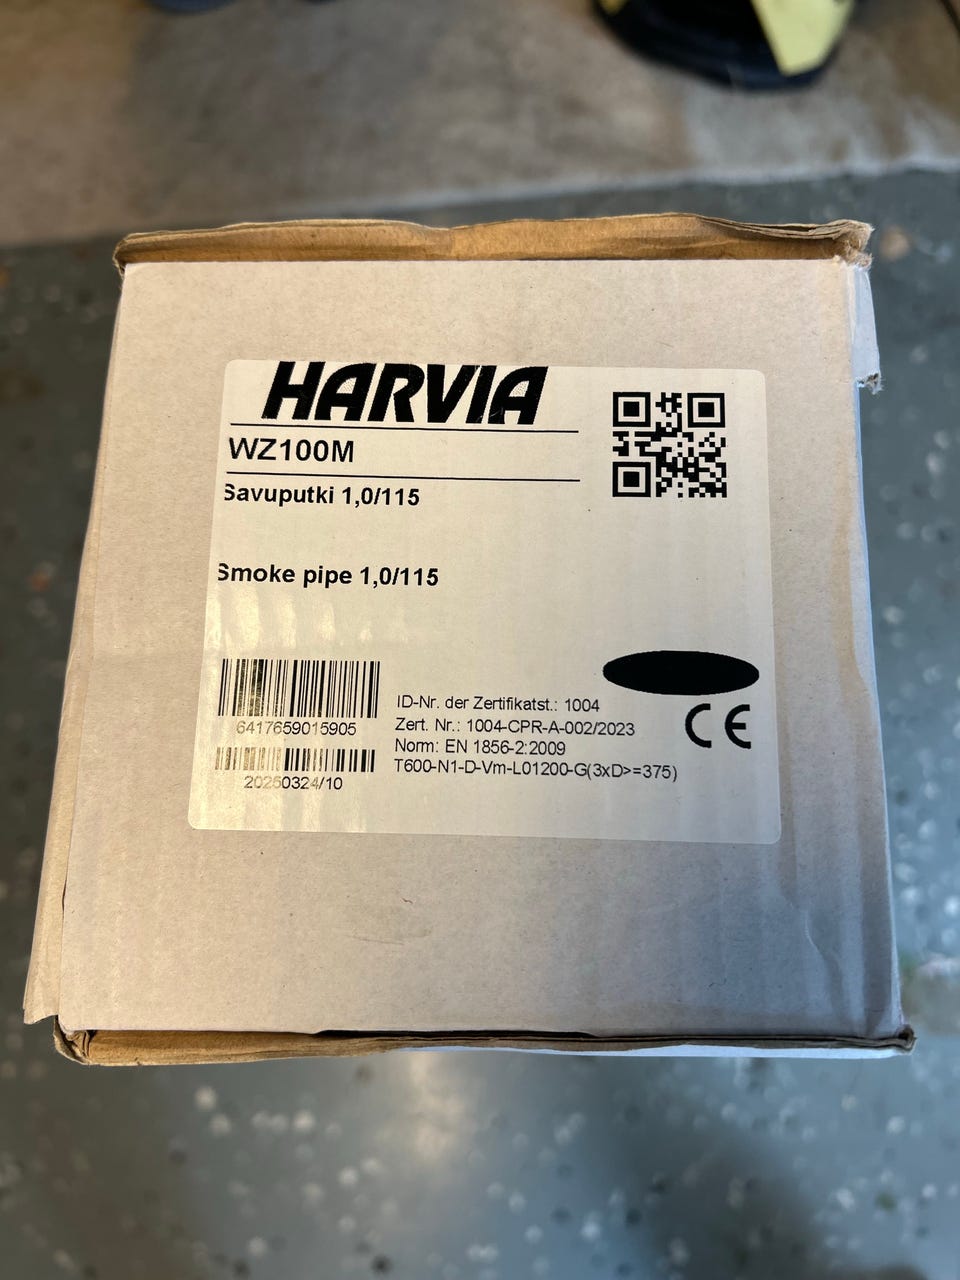 HARVIA
WZ100M
Savuputki 1,0/115
Smoke pipe 1,0/115
6417659015905
20250324/10
ID-Nr. der Zertifikatst.: 1004
Zert. Nr.: 1004-CPR-A-002/2023
Norm: EN 1856-2:2009
T600-N1-D-Vm-L01200-G(3xD>=375)
CE